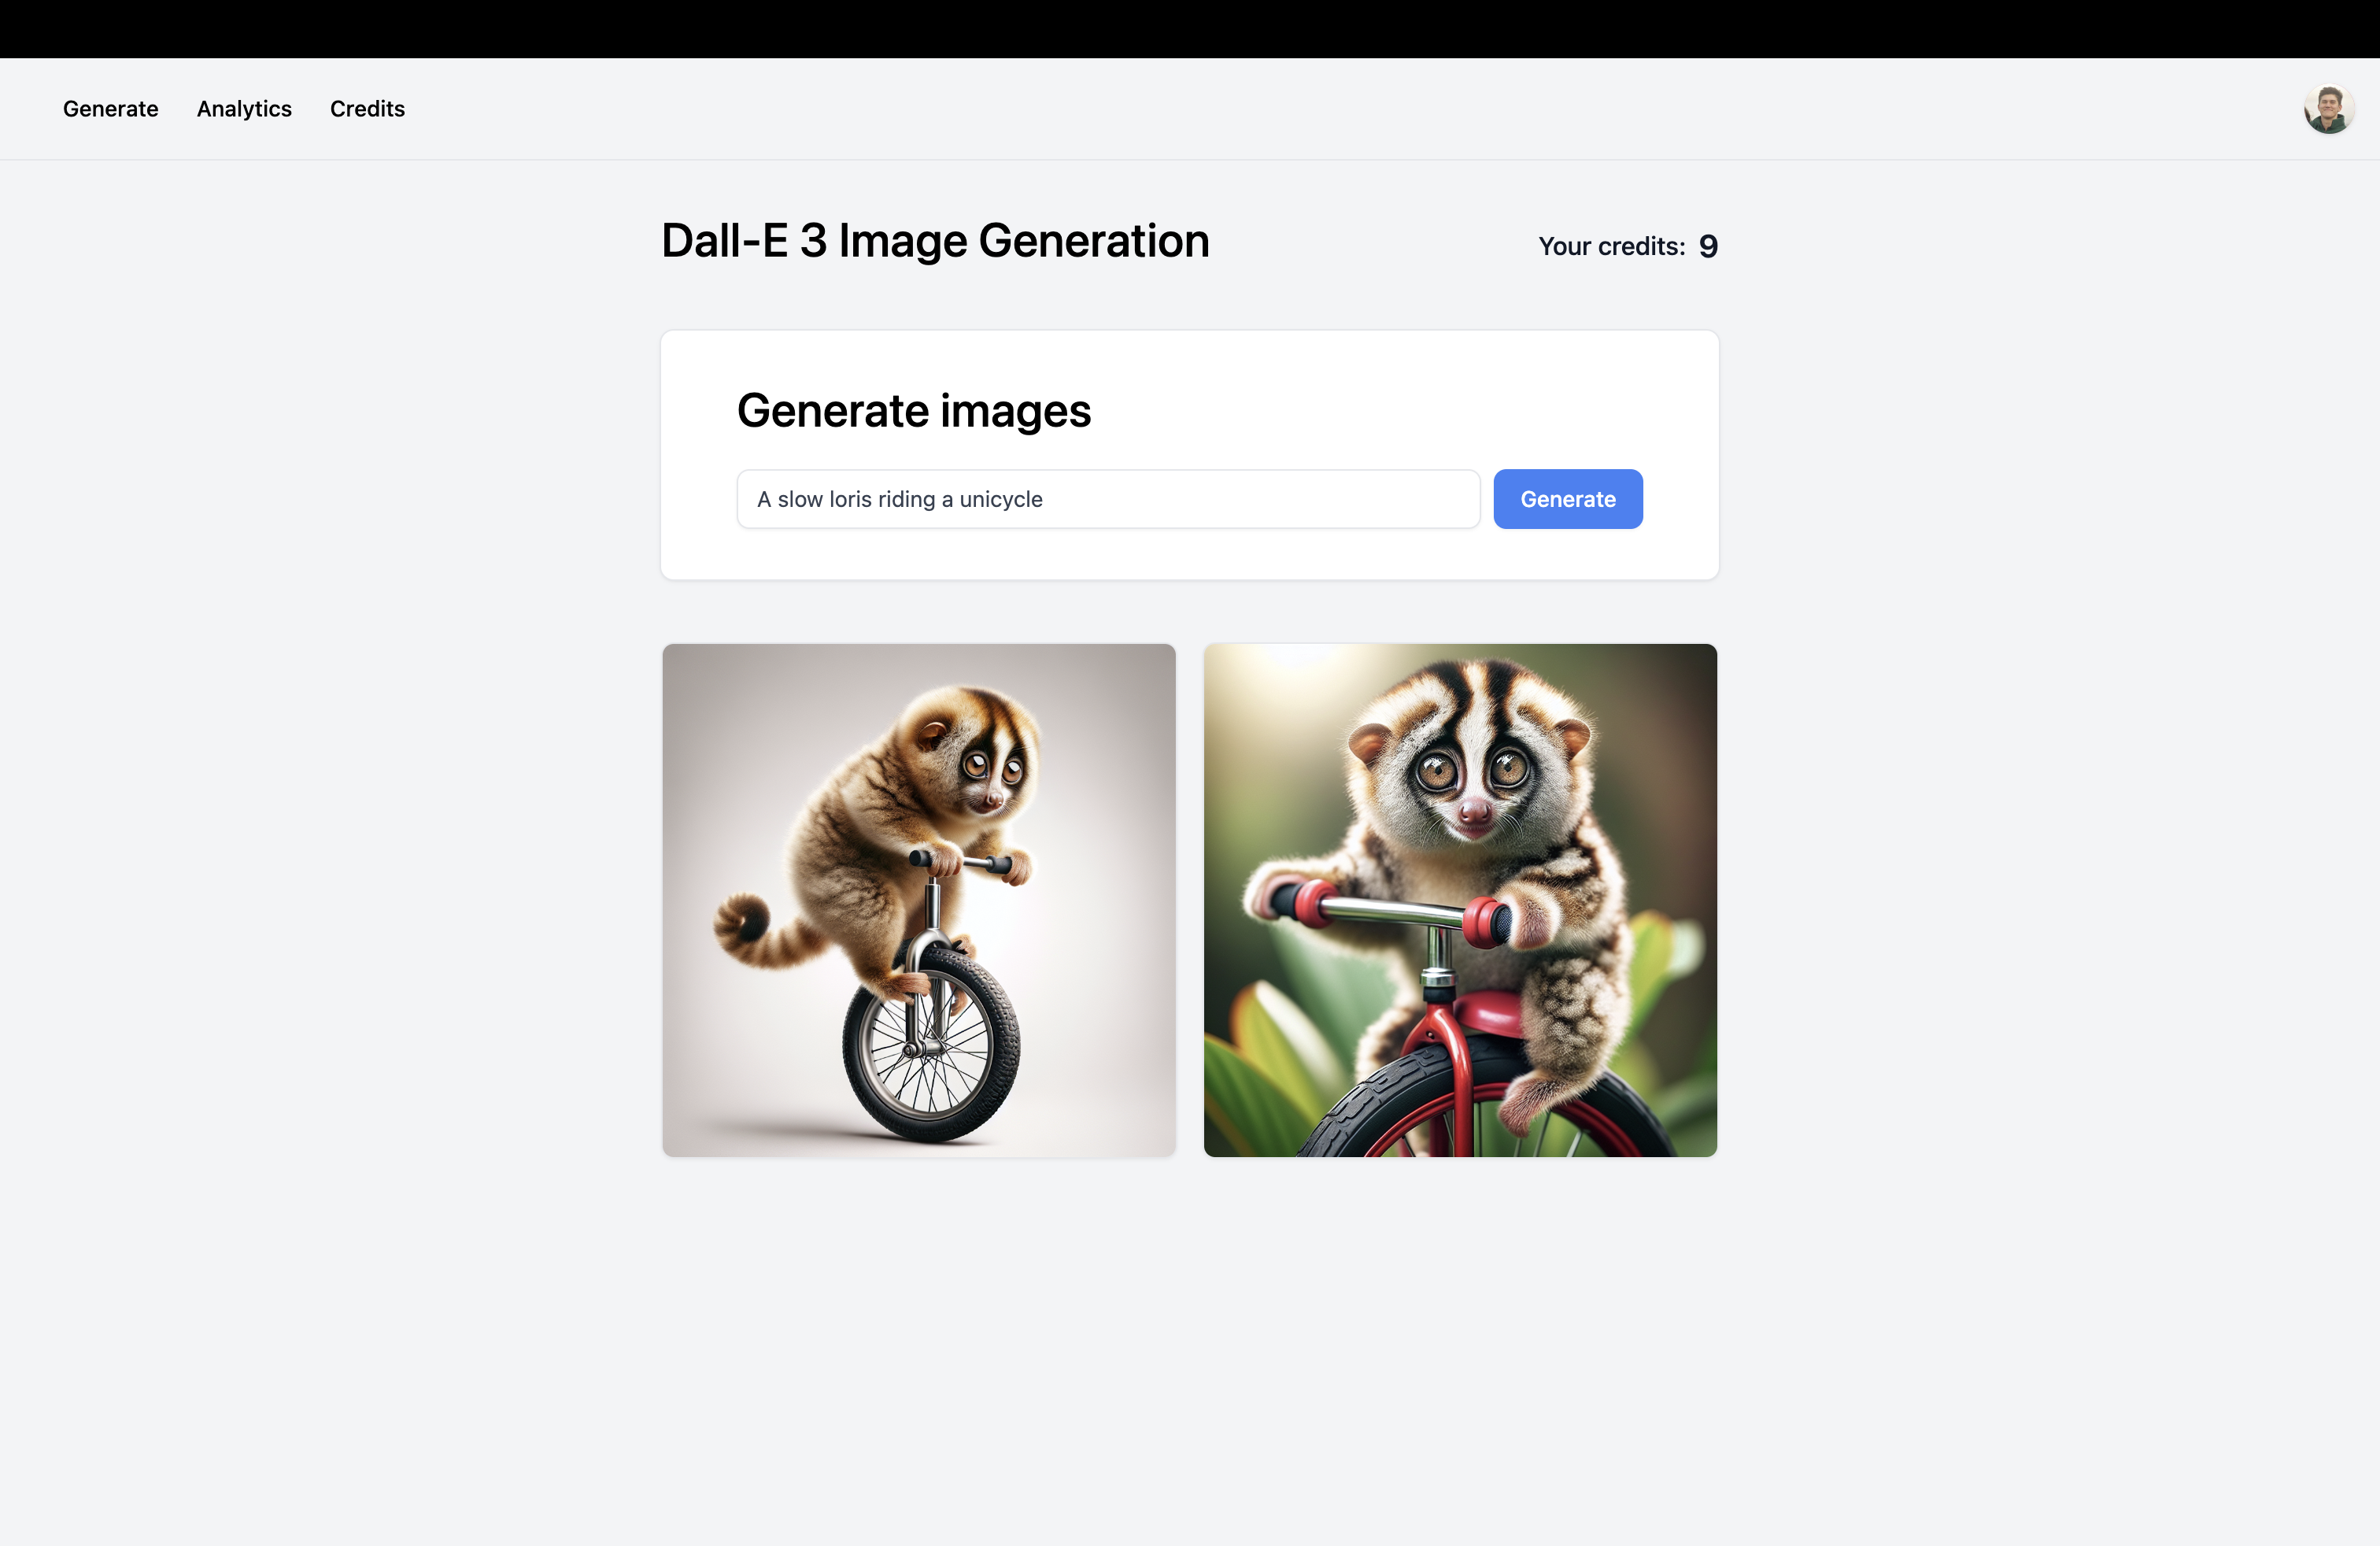 Generate Analytics Credits
Dall-E 3 Image Generation
Your credits: 9
Generate images
A slow loris riding a unicycle
Generate